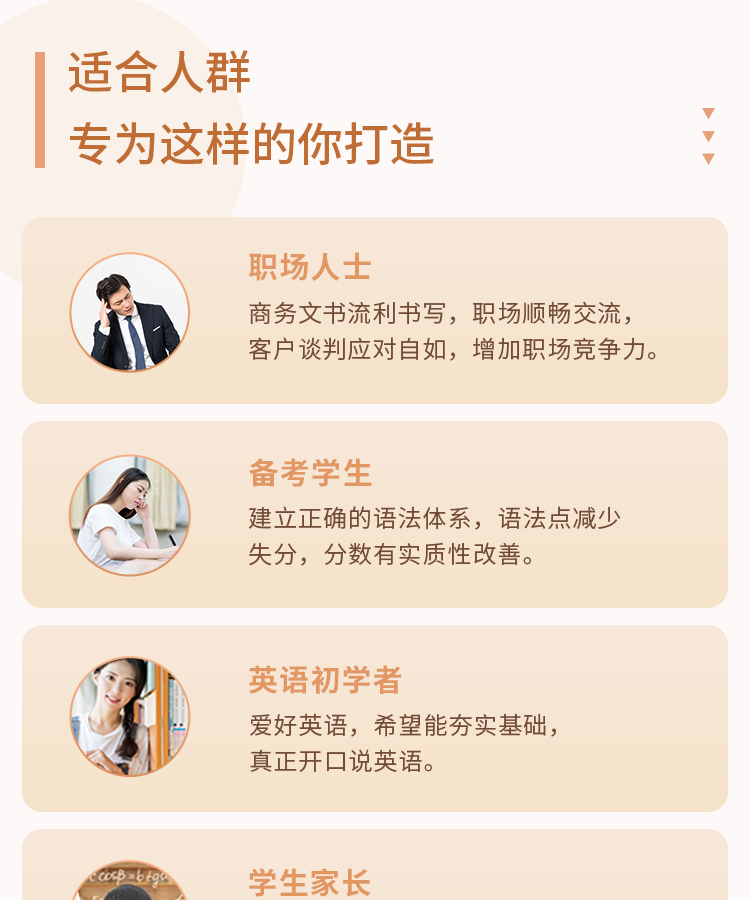 适合人群
专为这样的你打造
职场人士
商务文书流利书写，职场顺畅交流，
客户谈判应对自如，增加职场竞争力。
备考学生
建立正确的语法体系，语法点减少
失分，分数有实质性改善。
英语初学者
爱好英语，希望能夯实基础，
真正开口说英语。
学生家长